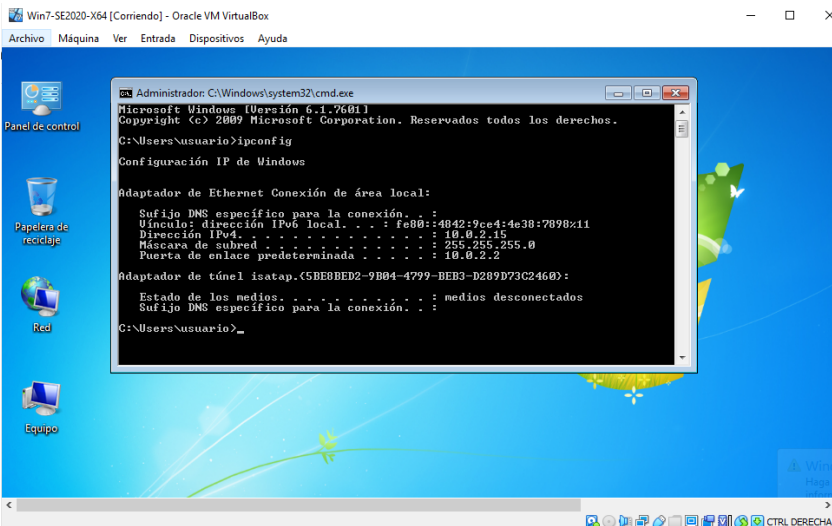 Win7-SE2020-X64 [Corriendo] - Oracle VM VirtualBox
Archivo Máquina Ver Entrada Dispositivos Ayuda
Panel de control
Papelera de
reciclaje
Red
Equipo
Administrador: C:\Windows\system32\cmd.exe
Microsoft Windows [Versión 6.1.7601]
Copyright (c) 2009 Microsoft Corporation. Reservados todos los derechos.
C:\Users\usuario>ipconfig
Configuración IP de Windows
Adaptador de Ethernet Conexión de área local:
Sufijo DNS específico para la conexión. . :
Vínculo: dirección IPv6 local. . . : fe80::4842:9ce4:4e38:7898%11
Dirección IPv4. . . . . . . . . . . . . . : 10.0.2.15
Máscara de subred . . . . . . . . . . . . : 255.255.255.0
Puerta de enlace predeterminada . . . . . : 10.0.2.2
Adaptador de túnel isatap.{5BE8BED2-9B04-4799-BEB3-D289D73C2460}:
Estado de los medios. . . . . . . . . . . : medios desconectados
Sufijo DNS específico para la conexión. . :
C:\Users\usuario>_
Haga
CTRL DERECHA